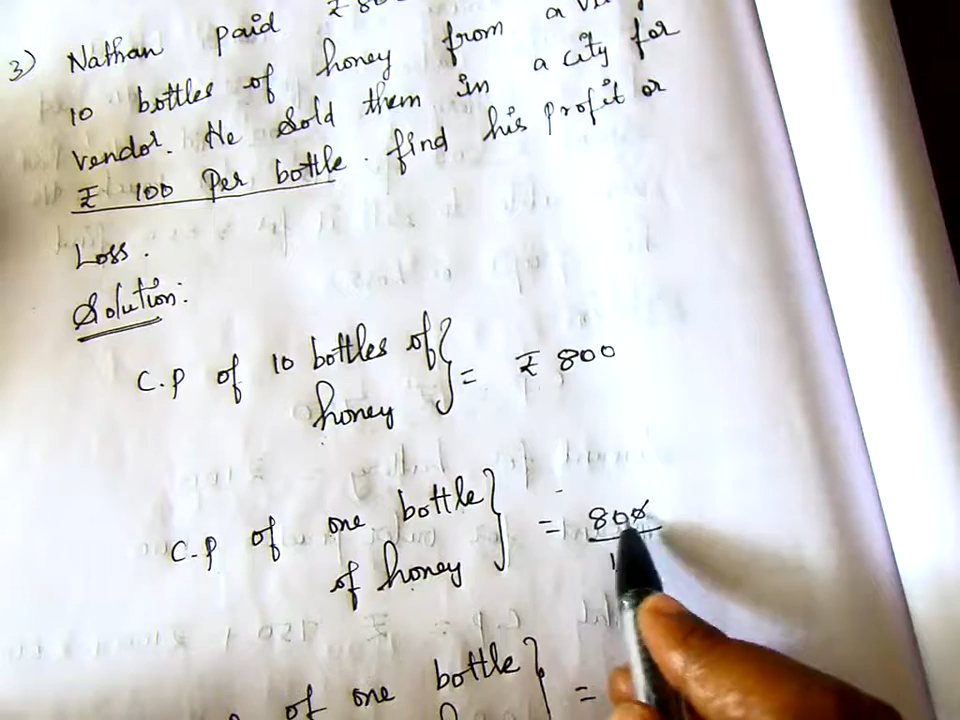 3) Nathan paid ₹ 800
10 bottles of honey from a
vendor. He sold them in a city for
₹ 100 Per bottle. find his profit or
Loss.
Solution:
C.P of 10 bottles of honey } = ₹ 800
C.P of one bottle of honey } = 800
of one bottle } =